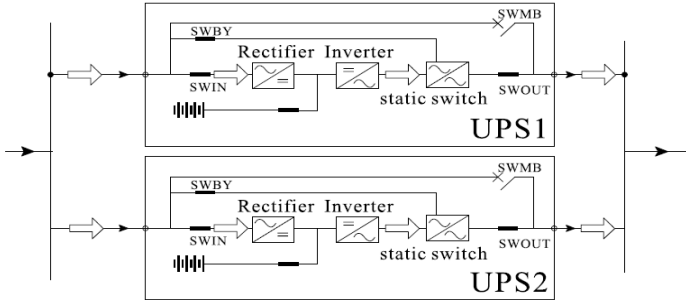 SWMB
SWBY
Rectifier Inverter
SWIN
static switch
SWOUT
UPS1
SWMB
SWBY
Rectifier Inverter
SWIN
static switch
SWOUT
UPS2